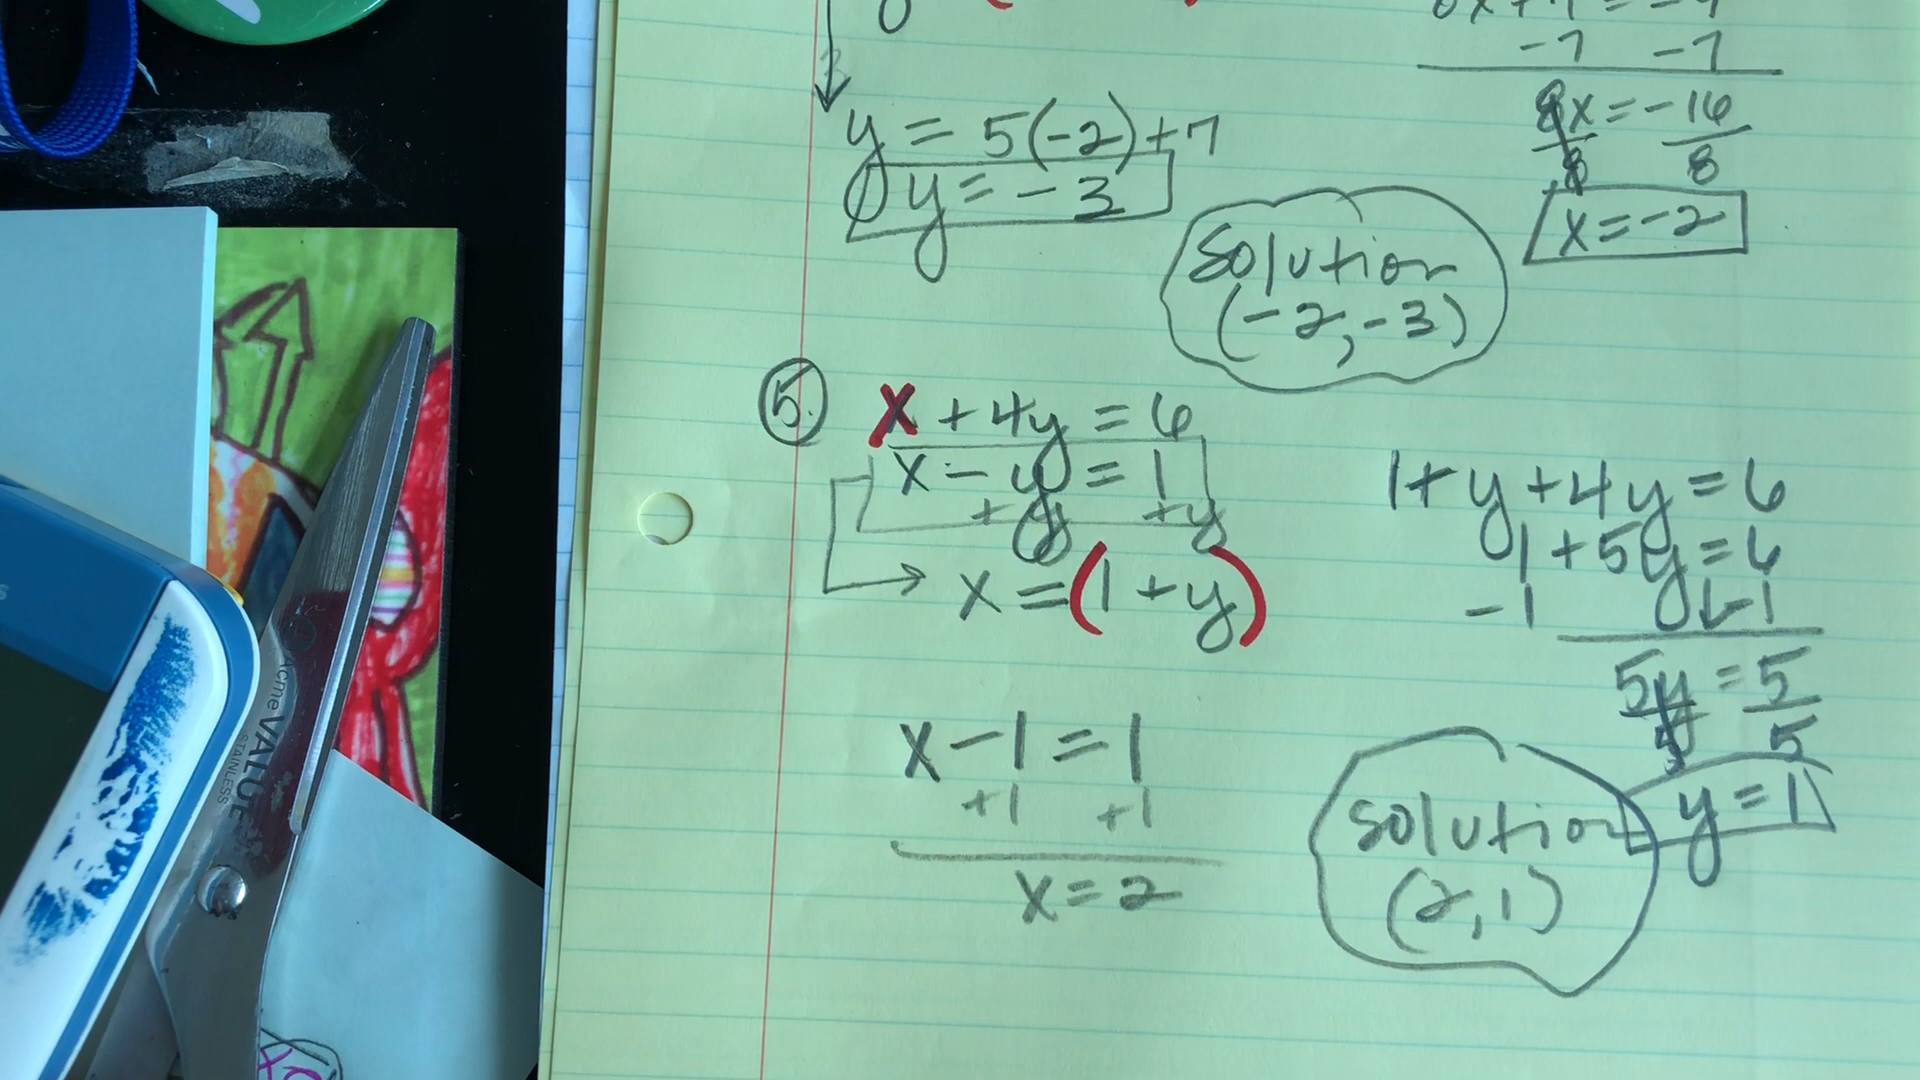 -7 -7
8x = -16
8 8
x = -2
y = 5(-2)+7
y = -3
Solution
(-2,-3)
5. x + 4y = 6
x - y = 1
+y +y
x = (1 + y)
1 + y + 4y = 6
1 + 5y = 6
-1 -1
5y = 5
5 5
y = 1
x - 1 = 1
+1 +1
x = 2
Solution
(2,1)
Acme VALUE
STAINLESS